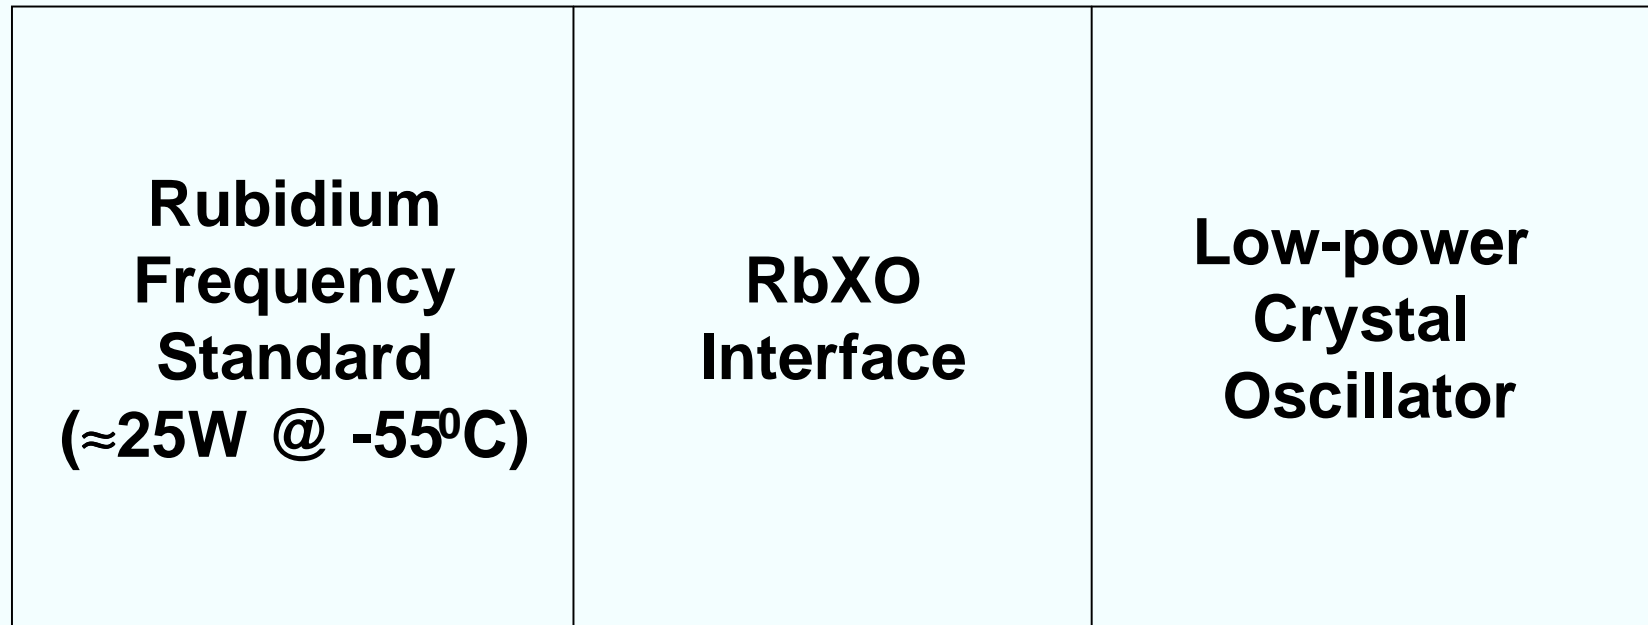 Rubidium
Frequency
Standard
(≈25W @ -55⁰C)
RbXO
Interface
Low-power
Crystal
Oscillator